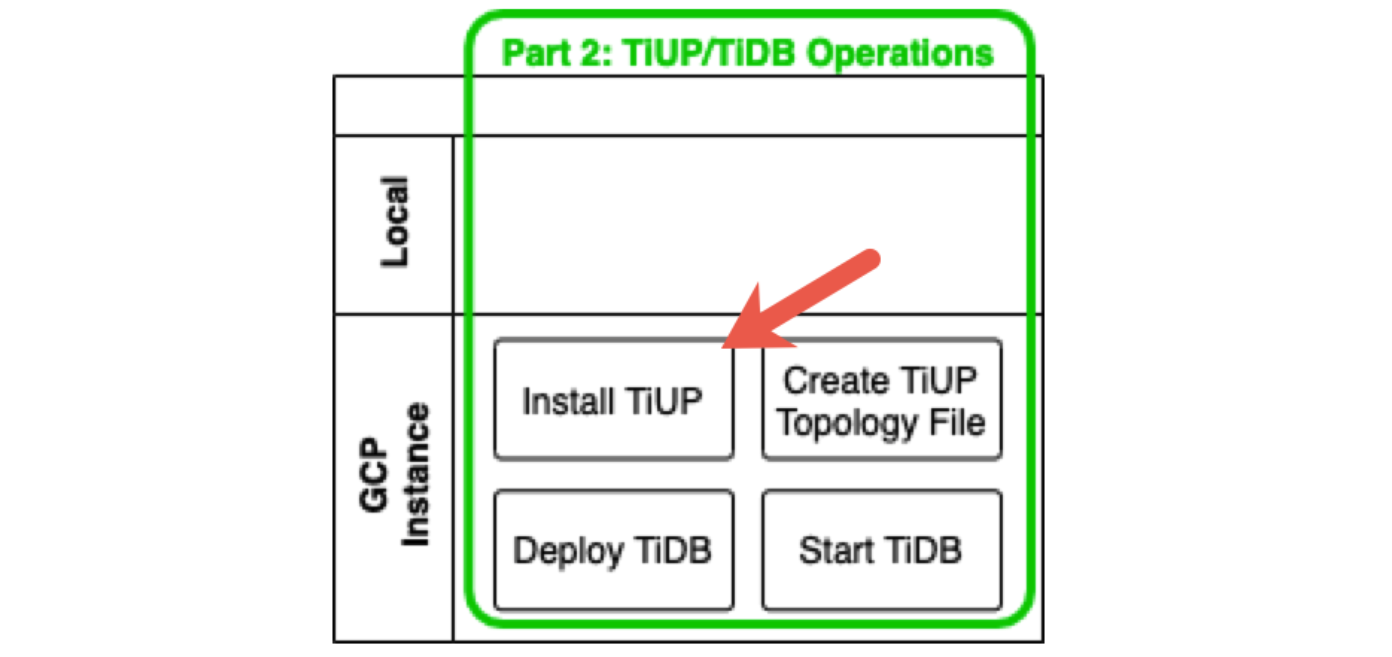 Part 2: TiUP/TiDB Operations
Local
GCP
Instance
Install TiUP
Create TiUP
Topology File
Deploy TiDB
Start TiDB